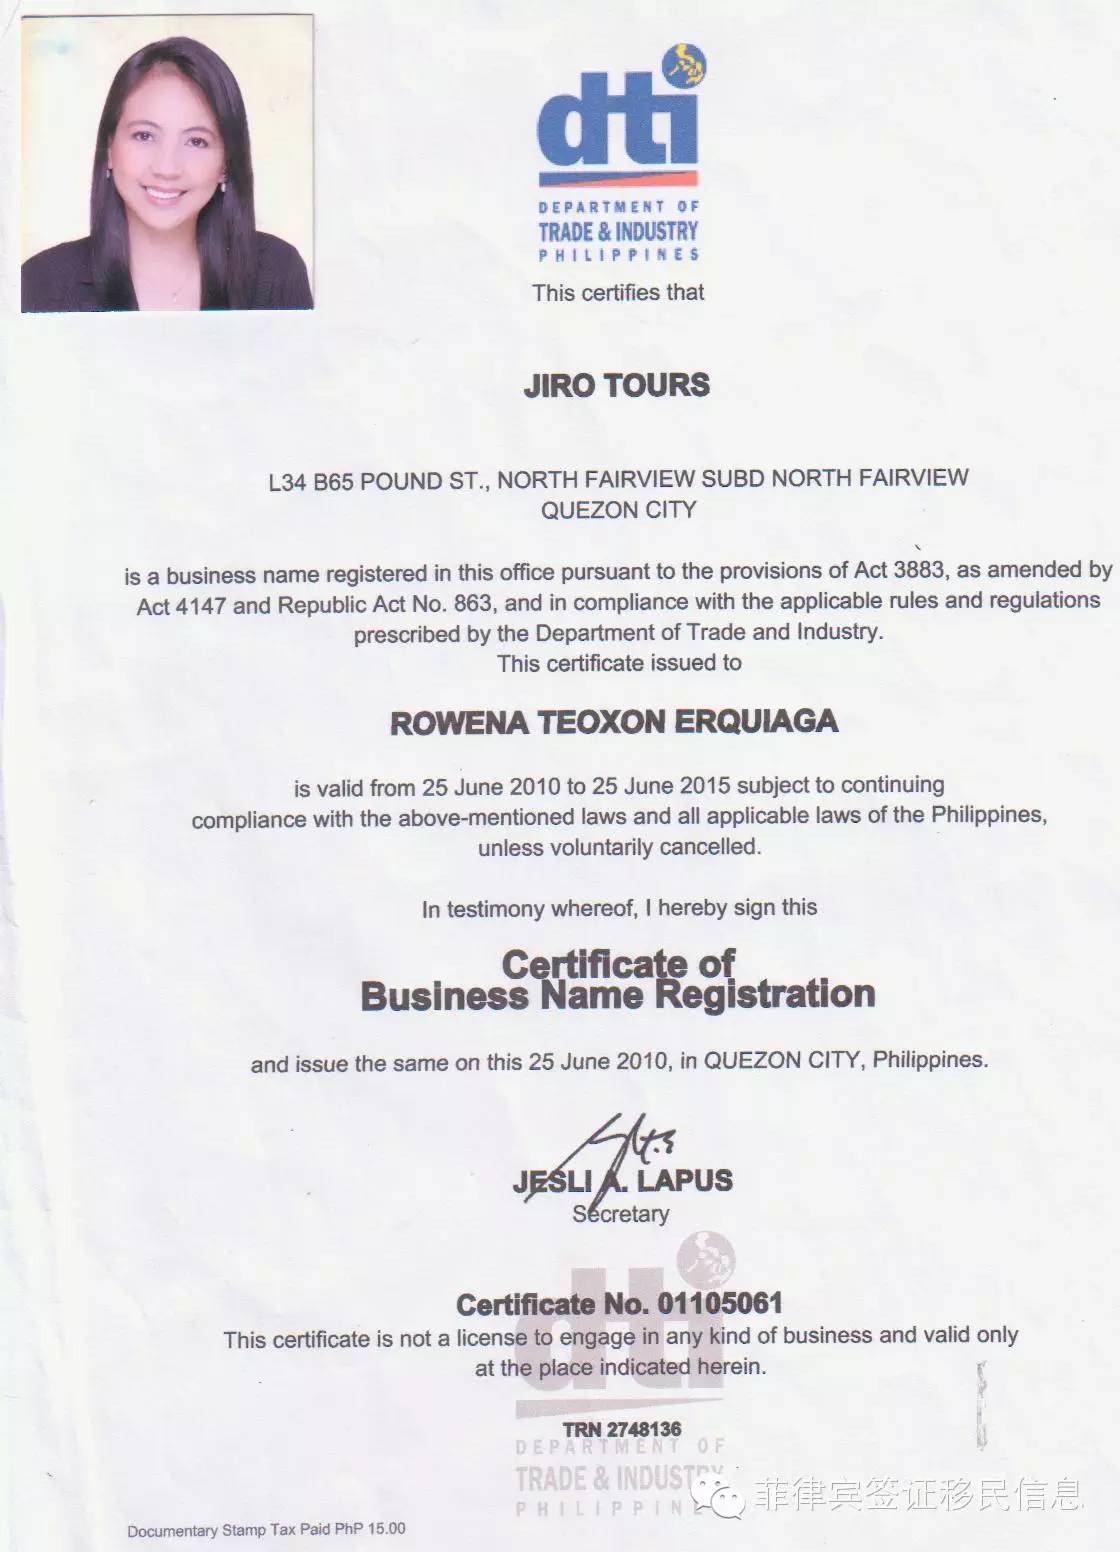 dti
DEPARTMENT OF
TRADE & INDUSTRY
PHILIPPINES
This certifies that
JIRO TOURS
L34 B65 POUND ST., NORTH FAIRVIEW SUBD NORTH FAIRVIEW
QUEZON CITY
is a business name registered in this office pursuant to the provisions of Act 3883, as amended by
Act 4147 and Republic Act No. 863, and in compliance with the applicable rules and regulations
prescribed by the Department of Trade and Industry.
This certificate issued to
ROWENA TEOXON ERQUIAGA
is valid from 25 June 2010 to 25 June 2015 subject to continuing
compliance with the above-mentioned laws and all applicable laws of the Philippines,
unless voluntarily cancelled.
In testimony whereof, I hereby sign this
Certificate of
Business Name Registration
and issue the same on this 25 June 2010, in QUEZON CITY, Philippines.
JESLI A. LAPUS
Secretary
dti
Certificate No. 01105061
This certificate is not a license to engage in any kind of business and valid only
at the place indicated herein.
TRN 2748136
DEPARTMENT OF
TRADE & INDUSTRY
PHILIPPINES
菲律宾签证移民信息
Documentary Stamp Tax Paid PhP 15.00